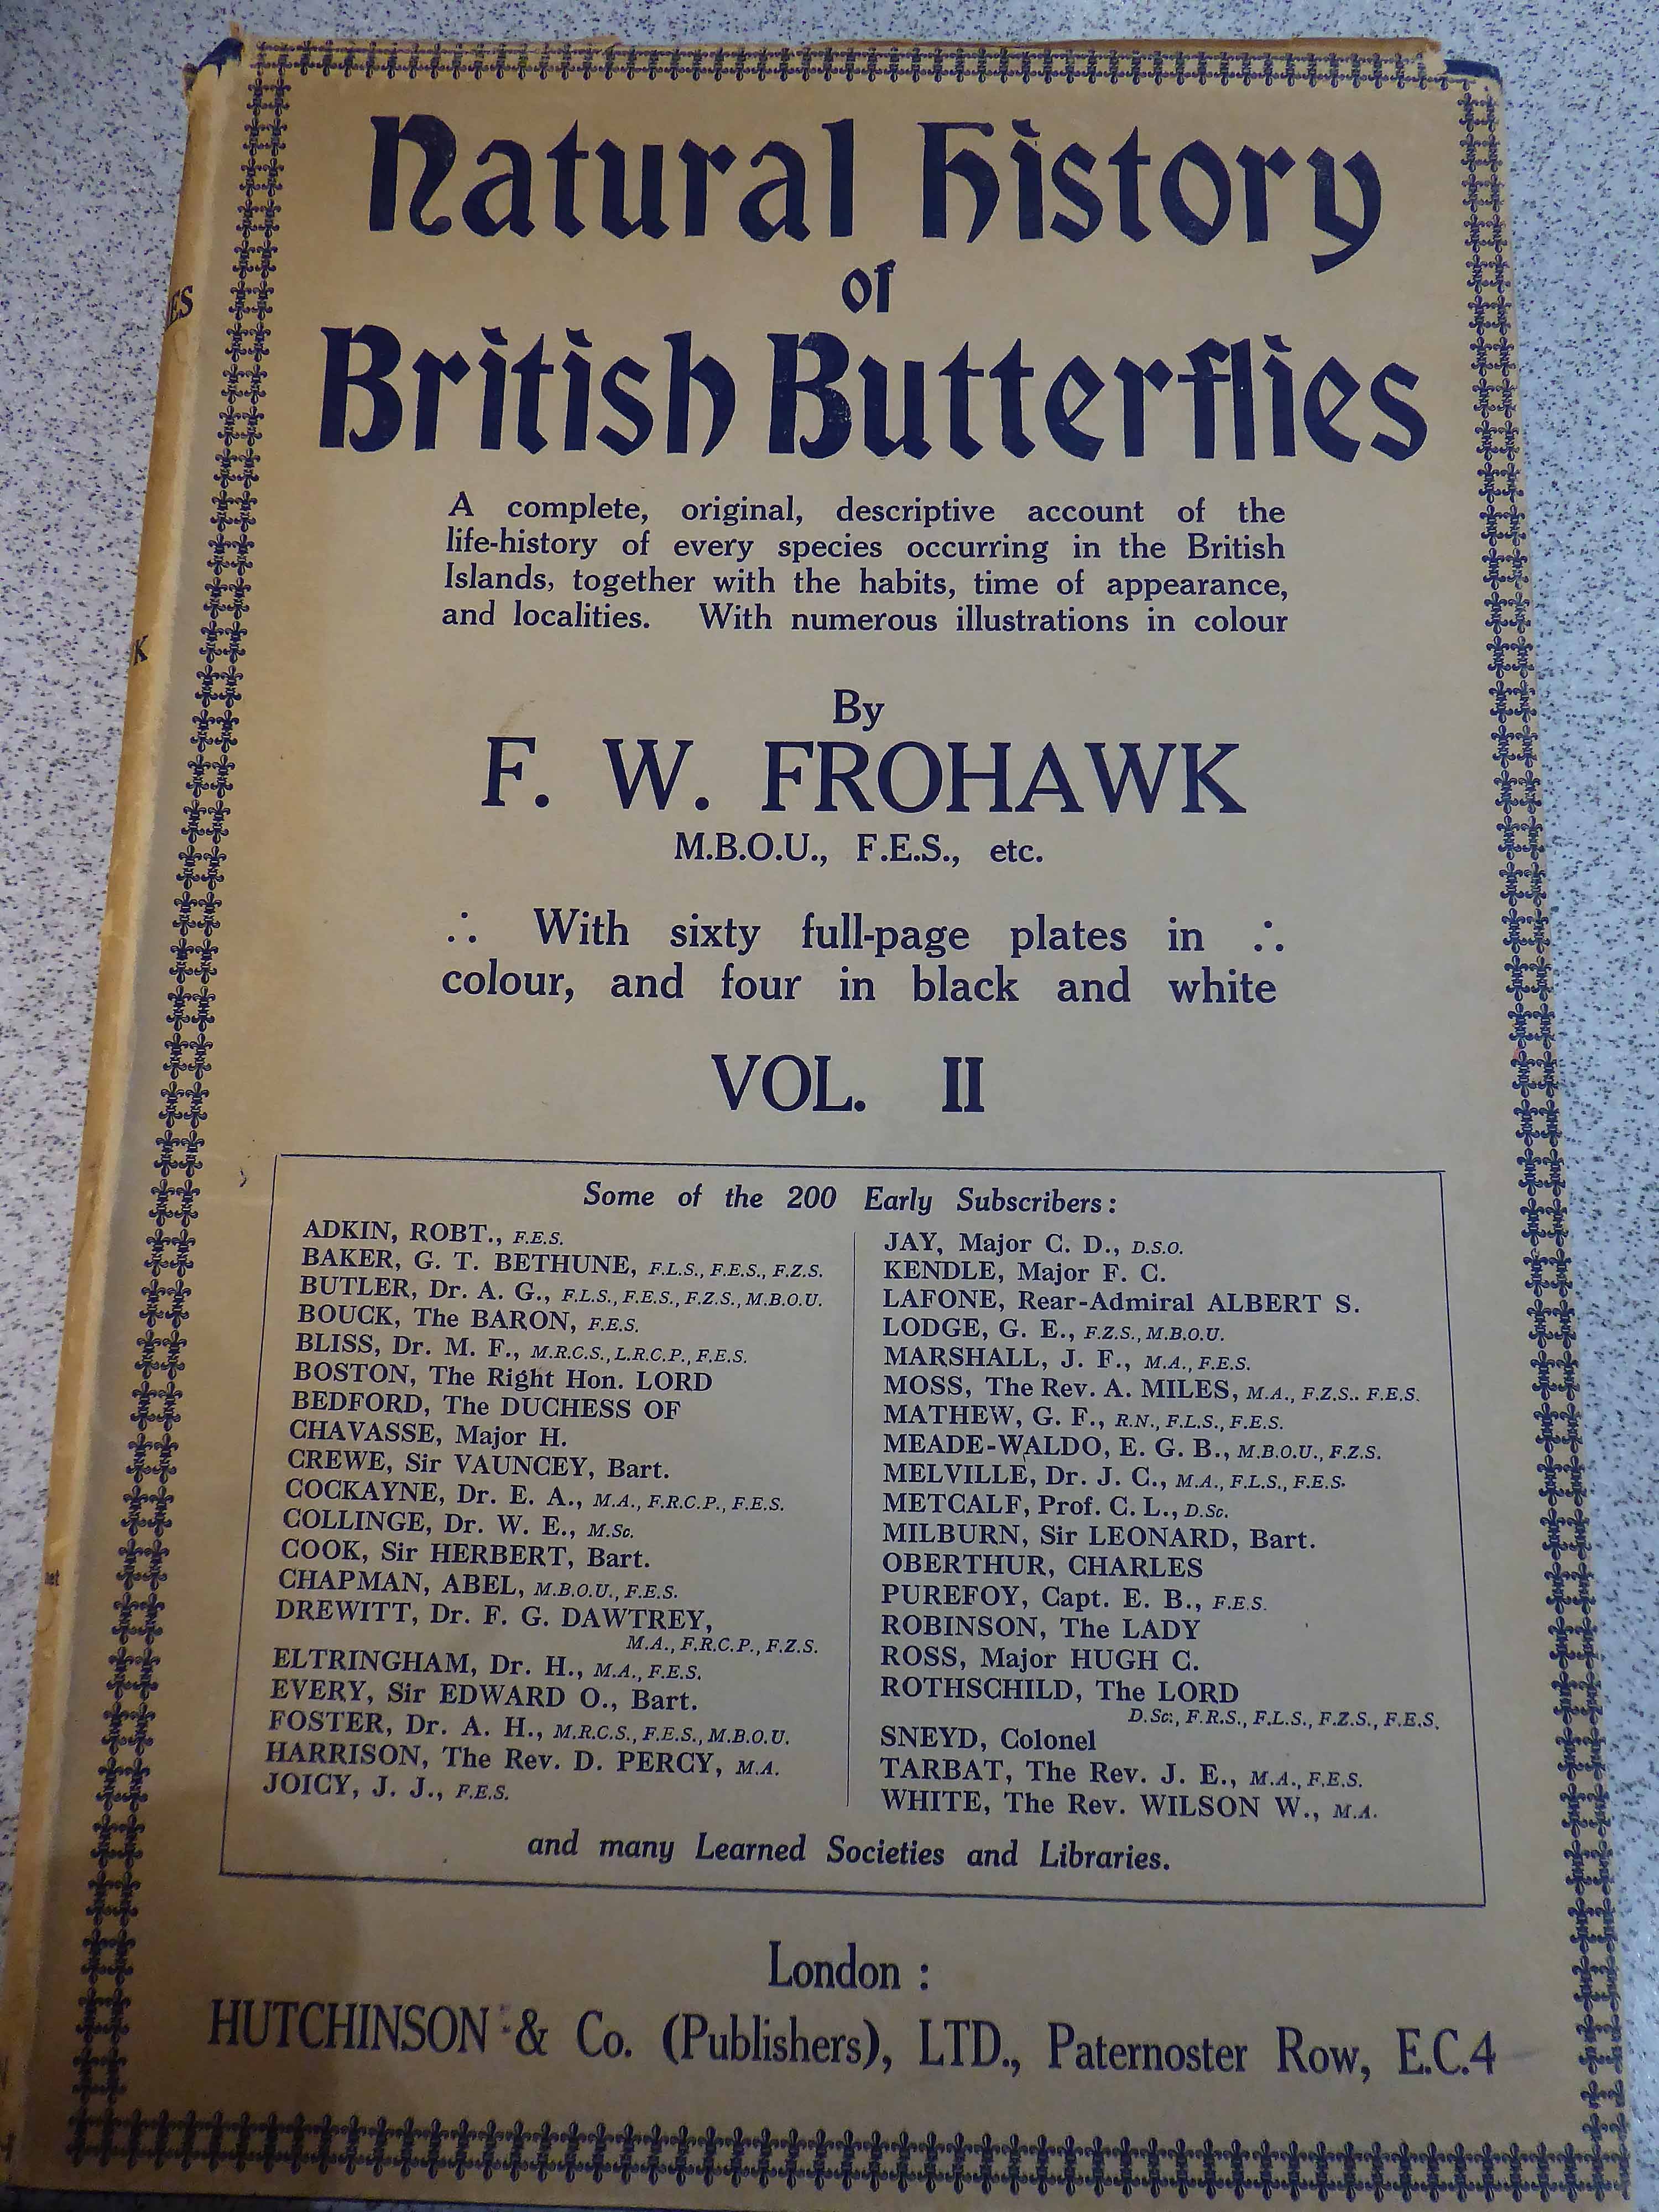 Natural History
of
British Butterflies
A complete, original, descriptive account of the
life-history of every species occurring in the British
Islands, together with the habits, time of appearance,
and localities. With numerous illustrations in colour
By
F. W. FROHAWK
M.B.O.U., F.E.S., etc.
∴ With sixty full-page plates in ∴
colour, and four in black and white
VOL. II
Some of the 200 Early Subscribers:
ADKIN, ROBT., F.E.S.
BAKER, G. T. BETHUNE, F.L.S., F.E.S., F.Z.S.
BUTLER, Dr. A. G., F.L.S., F.E.S., F.Z.S., M.B.O.U.
BOUCK, The BARON, F.E.S.
BLISS, Dr. M. F., M.R.C.S., L.R.C.P., F.E.S.
BOSTON, The Right Hon. LORD
BEDFORD, The DUCHESS OF
CHAVASSE, Major H.
CREWE, Sir VAUNCEY, Bart.
COCKAYNE, Dr. E. A., M.A., F.R.C.P., F.E.S.
COLLINGE, Dr. W. E., M.Sc.
COOK, Sir HERBERT, Bart.
CHAPMAN, ABEL, M.B.O.U., F.E.S.
DREWITT, Dr. F. G. DAWTREY,
M.A., F.R.C.P., F.Z.S.
ELTRINGHAM, Dr. H., M.A., F.E.S.
EVERY, Sir EDWARD O., Bart.
FOSTER, Dr. A. H., M.R.C.S., F.E.S., M.B.O.U.
HARRISON, The Rev. D. PERCY, M.A.
JOICY, J. J., F.E.S.
JAY, Major C. D., D.S.O.
KENDLE, Major F. C.
LAFONE, Rear-Admiral ALBERT S.
LODGE, G. E., F.Z.S., M.B.O.U.
MARSHALL, J. F., M.A., F.E.S.
MOSS, The Rev. A. MILES, M.A., F.Z.S.. F.E.S.
MATHEW, G. F., R.N., F.L.S., F.E.S.
MEADE-WALDO, E. G. B., M.B.O.U., F.Z.S.
MELVILLE, Dr. J. C., M.A., F.L.S., F.E.S.
METCALF, Prof. C. L., D.Sc.
MILBURN, Sir LEONARD, Bart.
OBERTHUR, CHARLES
PUREFOY, Capt. E. B., F.E.S.
ROBINSON, The LADY
ROSS, Major HUGH C.
ROTHSCHILD, The LORD
D.Sc., F.R.S., F.L.S., F.Z.S., F.E.S.
SNEYD, Colonel
TARBAT, The Rev. J. E., M.A., F.E.S.
WHITE, The Rev. WILSON W., M.A.
and many Learned Societies and Libraries.
London :
HUTCHINSON & Co. (Publishers), LTD., Paternoster Row, E.C.4